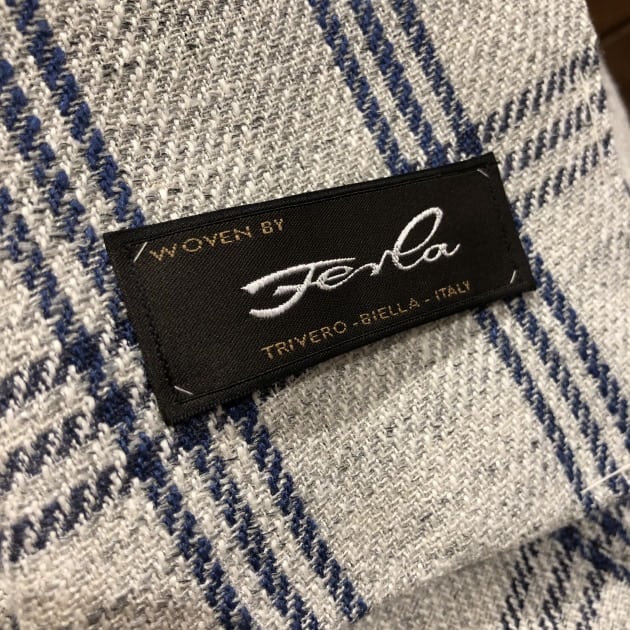 WOVEN BY
Ferla
TRIVERO - BIELLA - ITALY